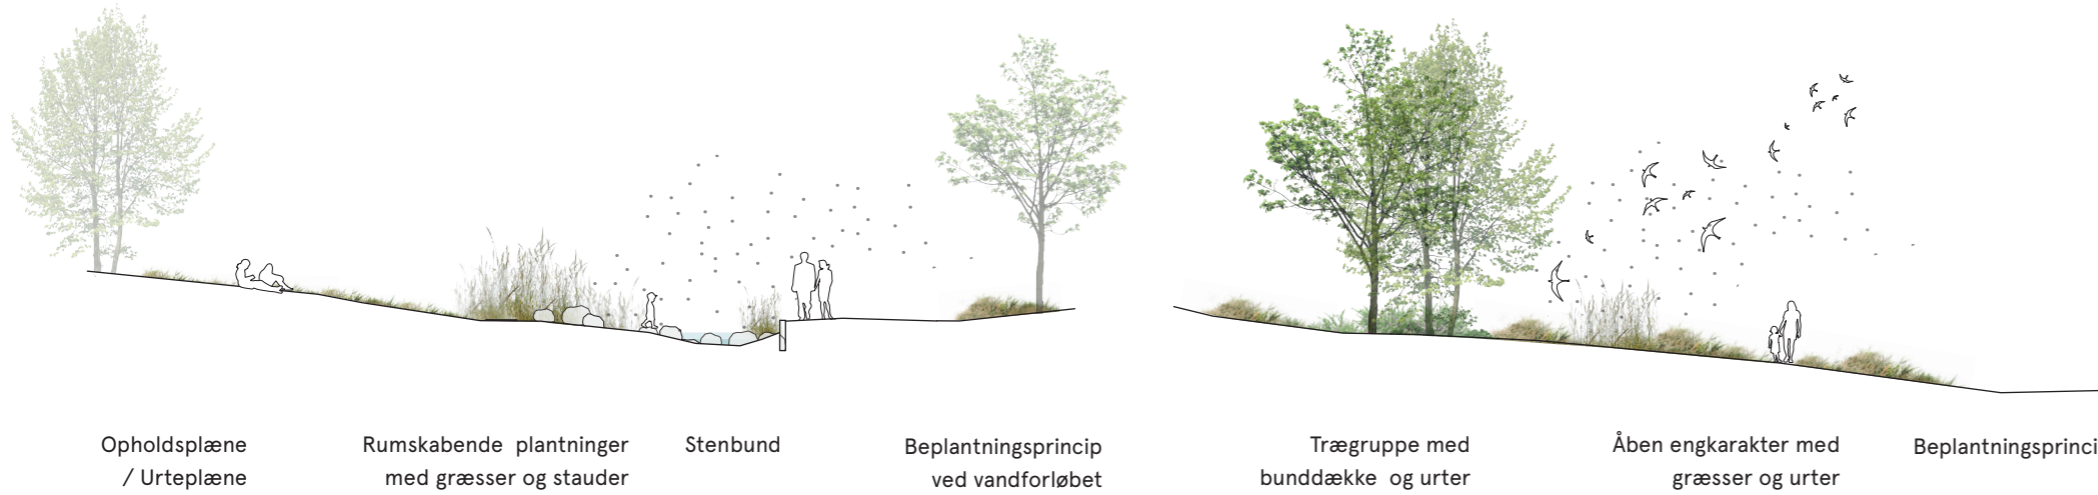 Opholdsplæne
/ Urteplæne
Rumskabende plantninger
med græsser og stauder
Stenbund
Beplantningsprincip
ved vandforløbet
Trægruppe med
bunddække og urter
Åben engkarakter med
græsser og urter
Beplantningsprinci